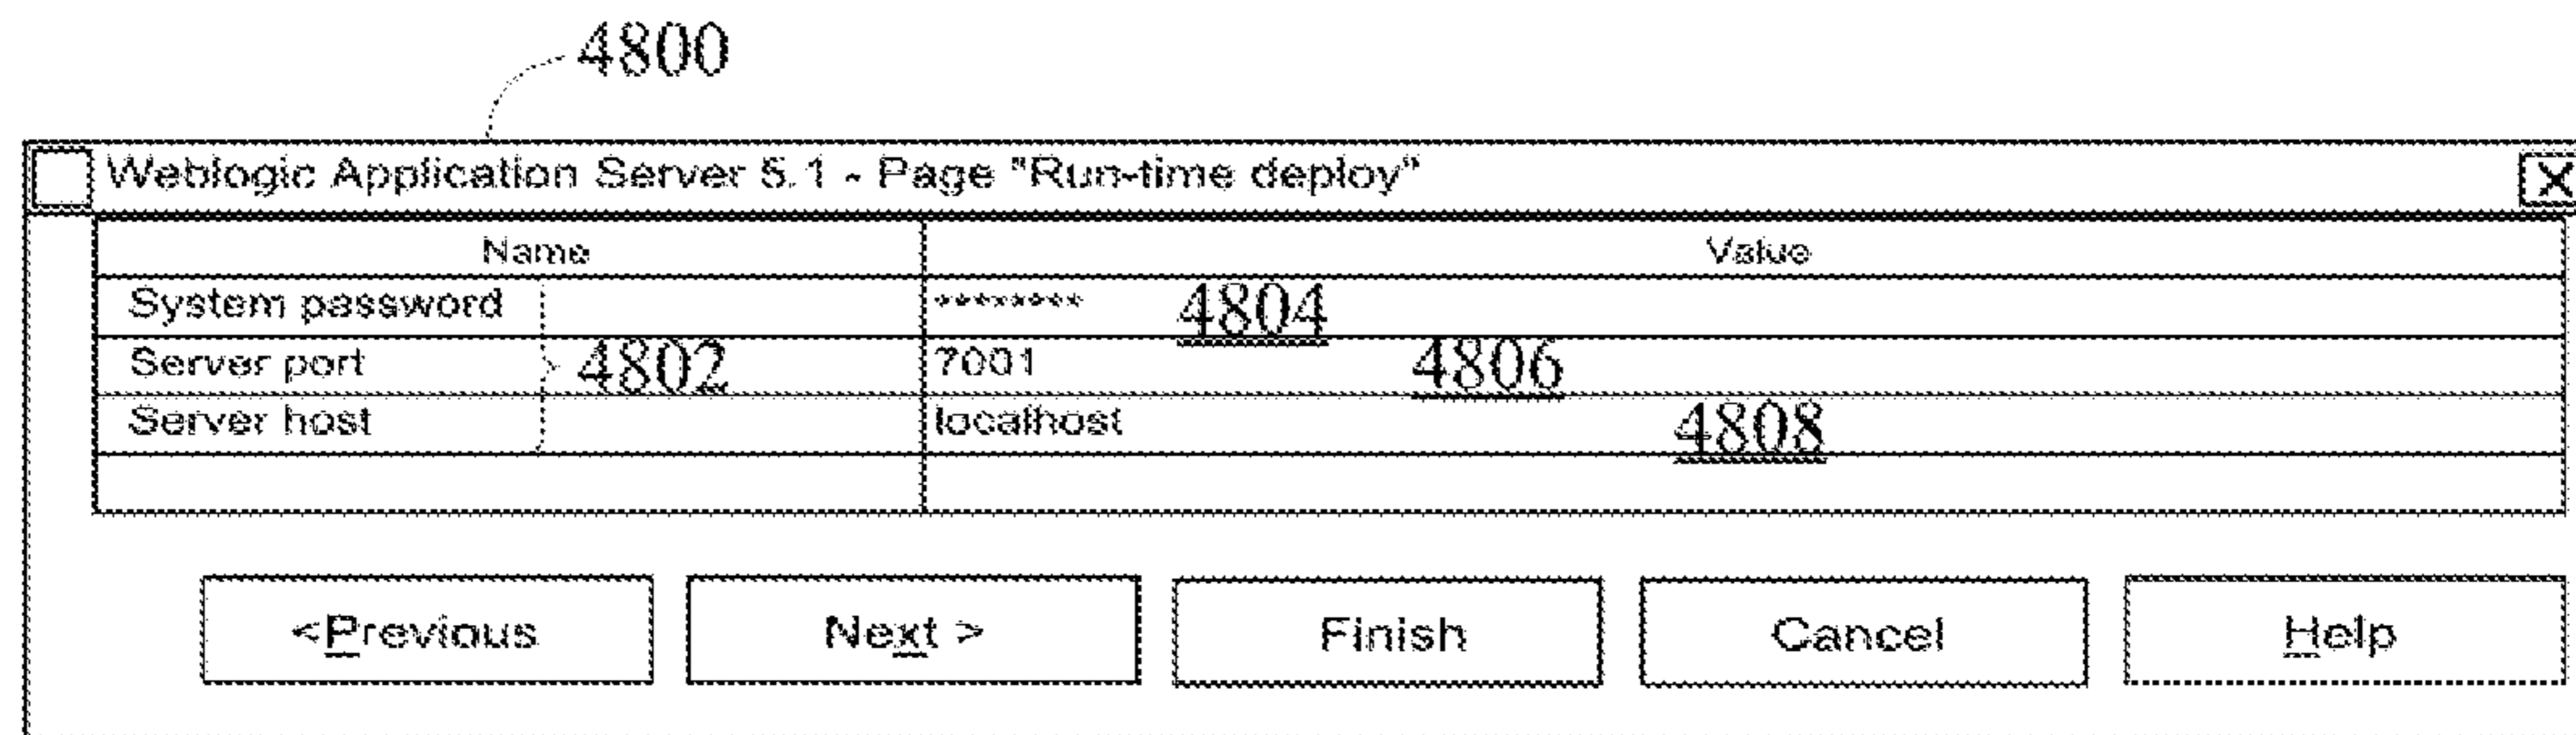 4800
Weblogic Application Server 5.1 - Page "Run-time deploy"
Name Value
System password ******** 4804
Server port 4802 7001 4806
Server host localhost 4808
<Previous Next > Finish Cancel Help